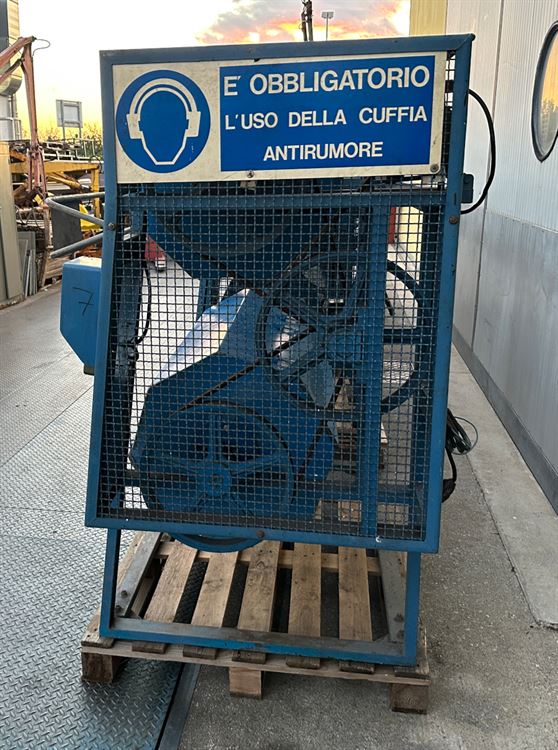 E' OBBLIGATORIO
L'USO DELLA CUFFIA
ANTIRUMORE
7